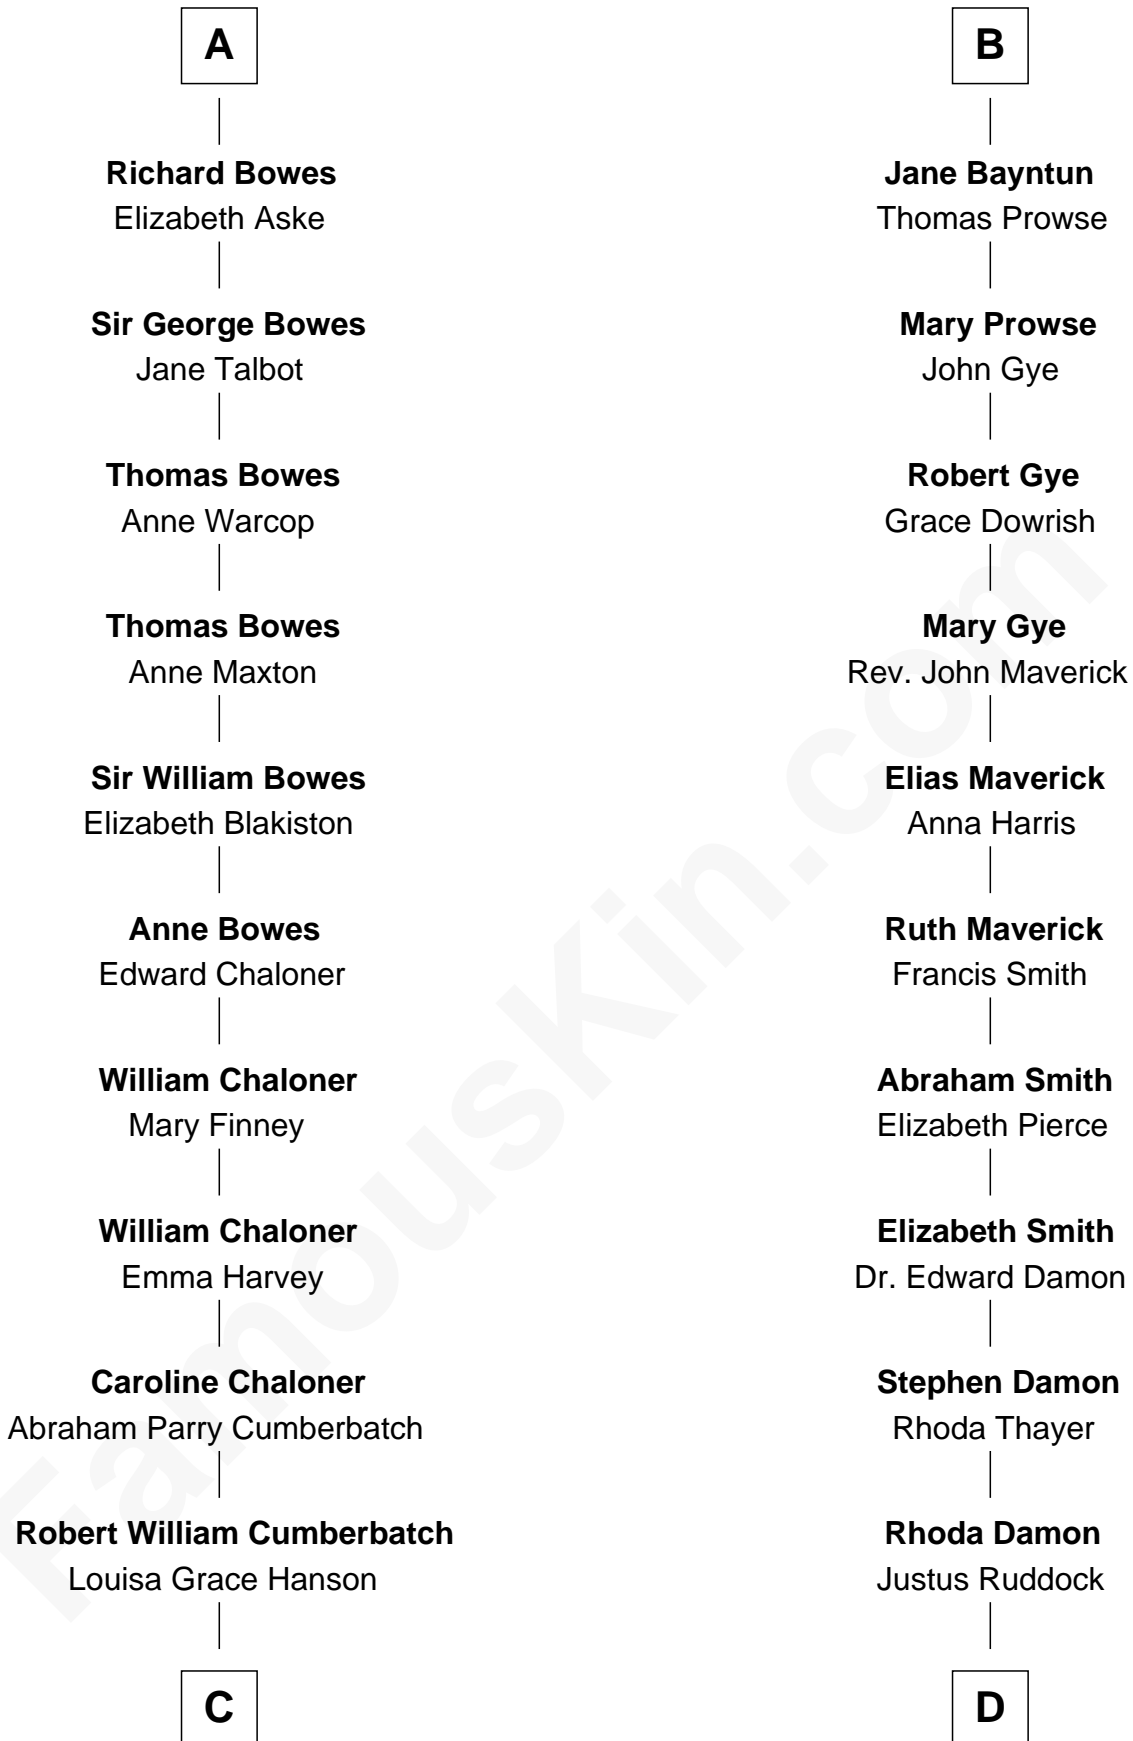 A
Richard Bowes
Elizabeth Aske
Sir George Bowes
Jane Talbot
Thomas Bowes
Anne Warcop
Thomas Bowes
Anne Maxton
Sir William Bowes
Elizabeth Blakiston
Anne Bowes
Edward Chaloner
William Chaloner
Mary Finney
William Chaloner
Emma Harvey
Caroline Chaloner
Abraham Parry Cumberbatch
Robert William Cumberbatch
Louisa Grace Hanson
C
B
Jane Bayntun
Thomas Prowse
Mary Prowse
John Gye
Robert Gye
Grace Dowrish
Mary Gye
Rev. John Maverick
Elias Maverick
Anna Harris
Ruth Maverick
Francis Smith
Abraham Smith
Elizabeth Pierce
Elizabeth Smith
Dr. Edward Damon
Stephen Damon
Rhoda Thayer
Rhoda Damon
Justus Ruddock
D
FamousKin.com